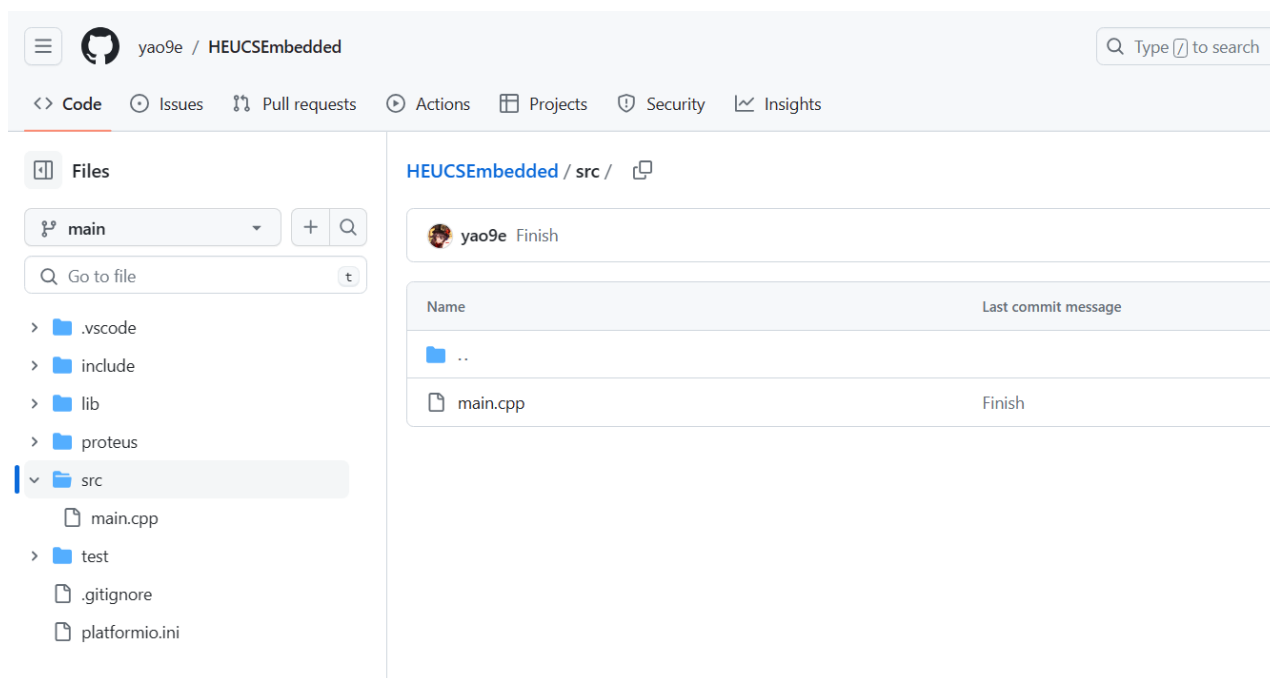 yao9e / HEUCSEmbedded
Type / to search
Code Issues Pull requests Actions Projects Security Insights
Files
main
Go to file t
.vscode
include
lib
proteus
src
main.cpp
test
.gitignore
platformio.ini
HEUCSEmbedded / src /
yao9e Finish
Name Last commit message
..
main.cpp Finish